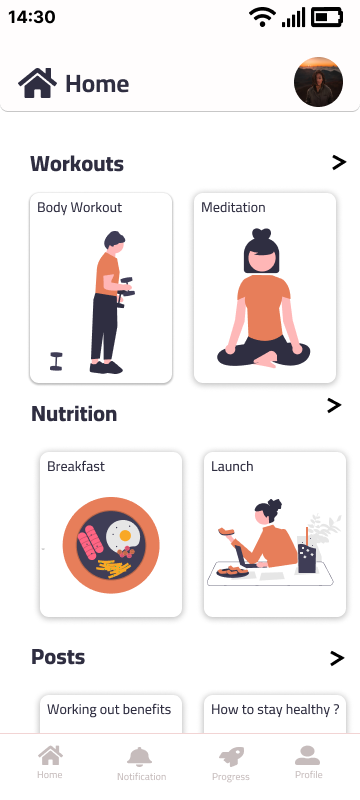 14:30
Home
Workouts
Body Workout
Meditation
Nutrition
Breakfast
Launch
Posts
Working out benefits
How to stay healthy ?
Home
Notification
Progress
Profile